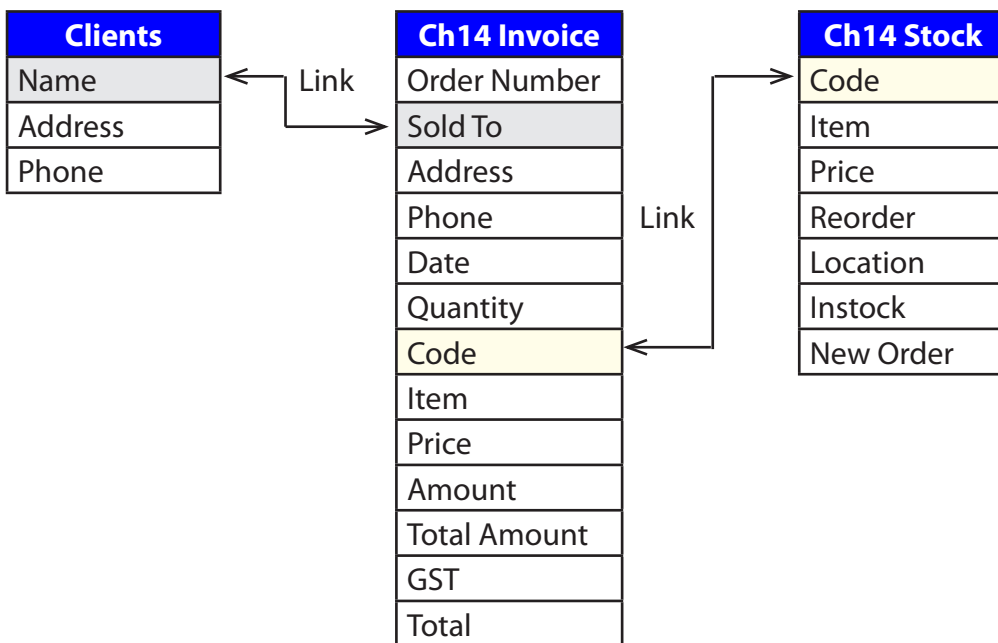 Clients
Name
Address
Phone
Link
Ch14 Invoice
Order Number
Sold To
Address
Phone
Date
Quantity
Code
Item
Price
Amount
Total Amount
GST
Total
Link
Ch14 Stock
Code
Item
Price
Reorder
Location
Instock
New Order